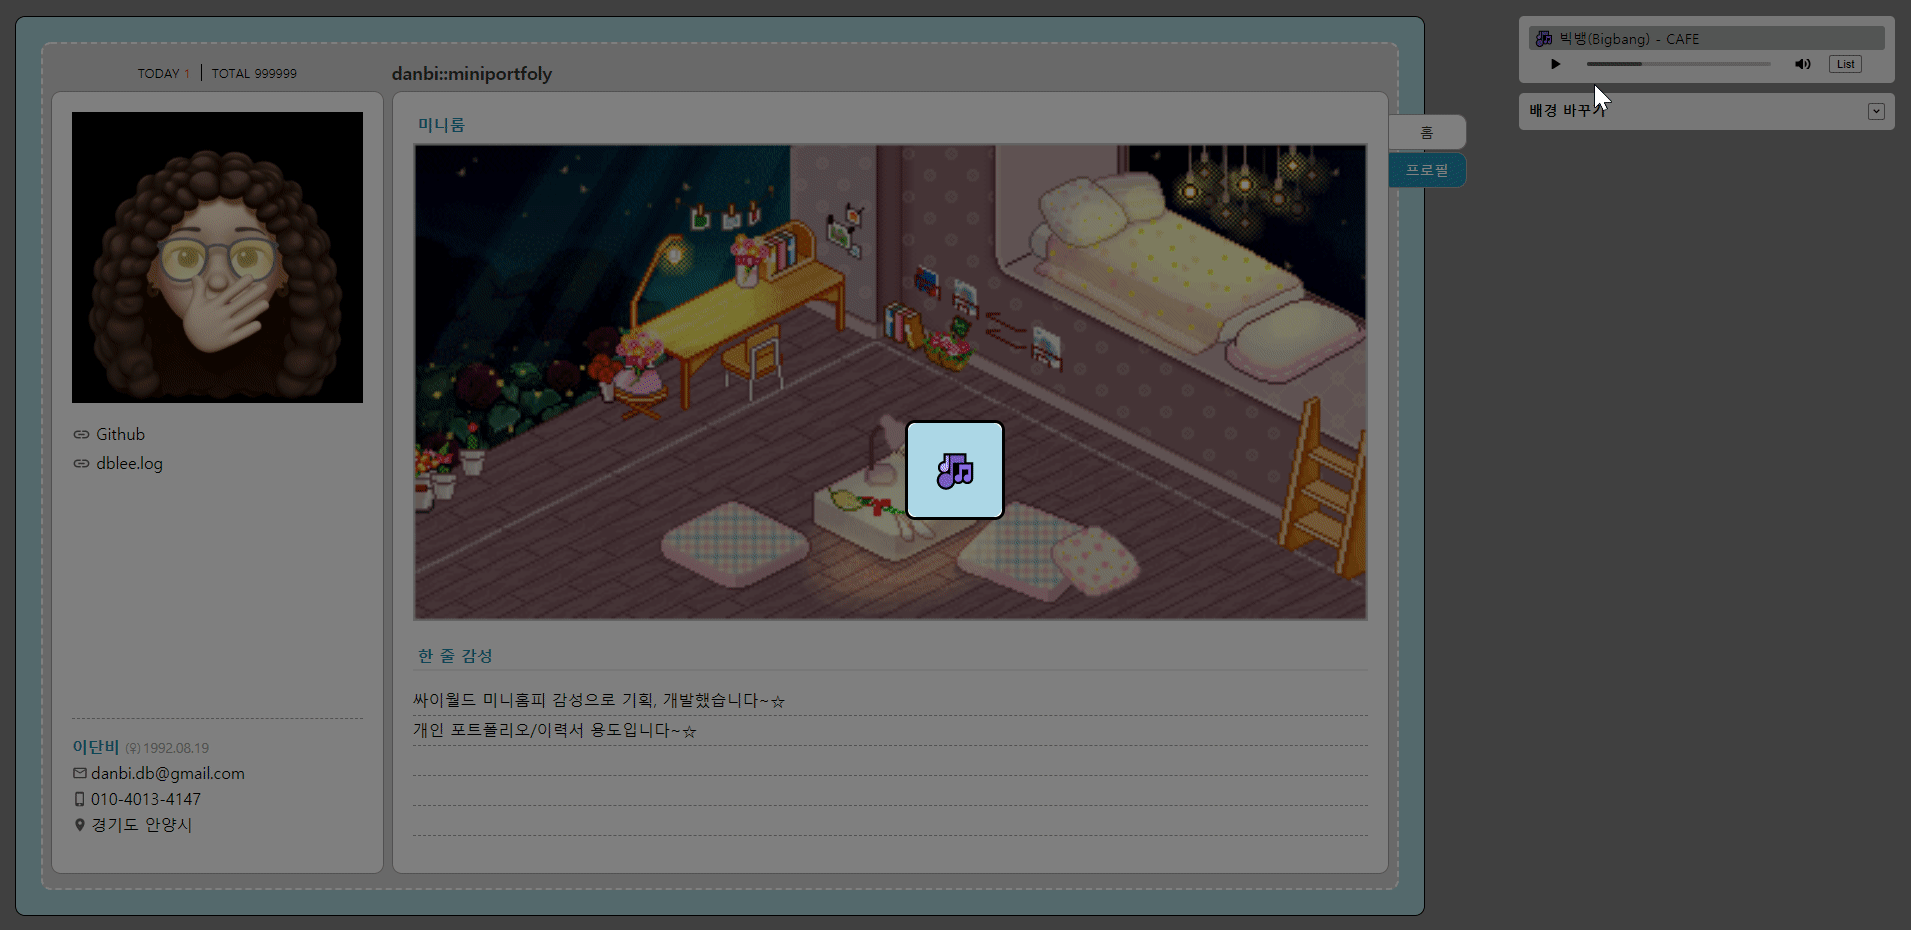 TODAY 1 | TOTAL 999999
danbi::miniportfoly
Github
dblee.log
이단비 (♀) 1992.08.19
danbi.db@gmail.com
010-4013-4147
경기도 안양시
미니룸
한 줄 감성
싸이월드 미니홈피 감성으로 기획, 개발했습니다~☆
개인 포트폴리오/이력서 용도입니다~☆
홈
프로필
빅뱅(Bigbang) - CAFE
List
배경 바꾸기